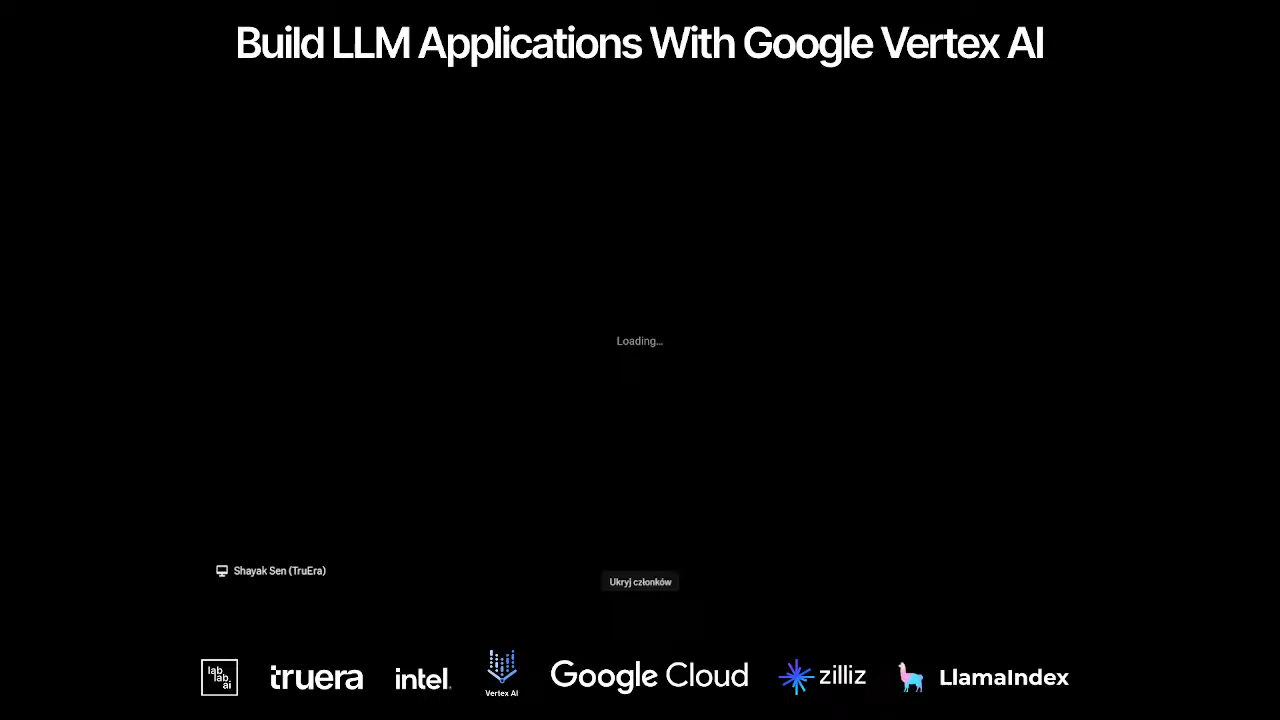 Build LLM Applications With Google Vertex AI
Loading...
Shayak Sen (TruEra)
Ukryj członków
lab
lab
.ai
truera
intel.
Vertex AI
Google Cloud
zilliz
LlamaIndex